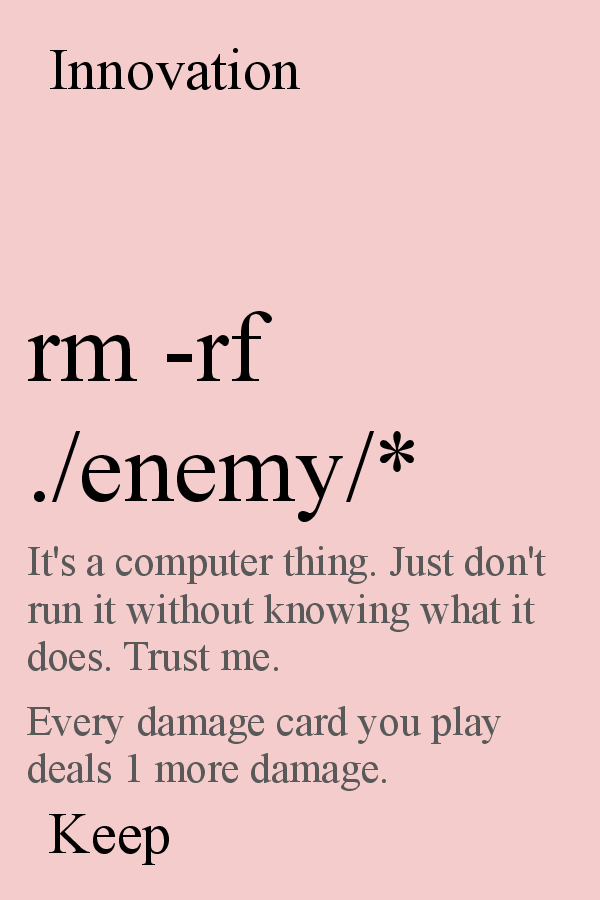 Innovation
rm -rf
./enemy/*
It's a computer thing. Just don't
run it without knowing what it
does. Trust me.
Every damage card you play
deals 1 more damage.
Keep